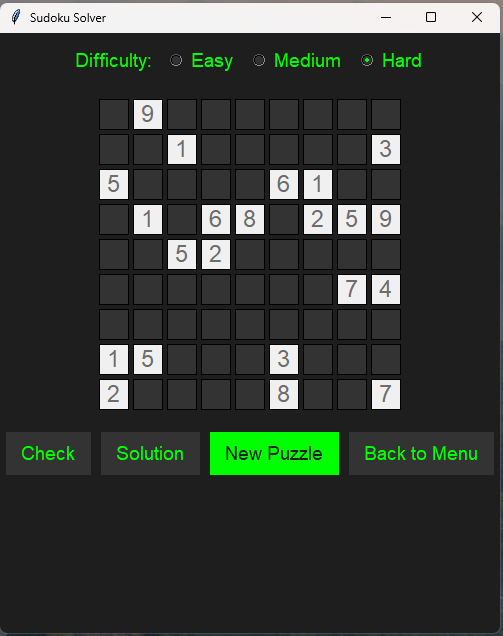 Sudoku Solver
Difficulty: Easy Medium Hard
9
1 3
5 6 1
1 6 8 2 5 9
5 2
7 4
1 5 3
2 8 7
Check Solution New Puzzle Back to Menu